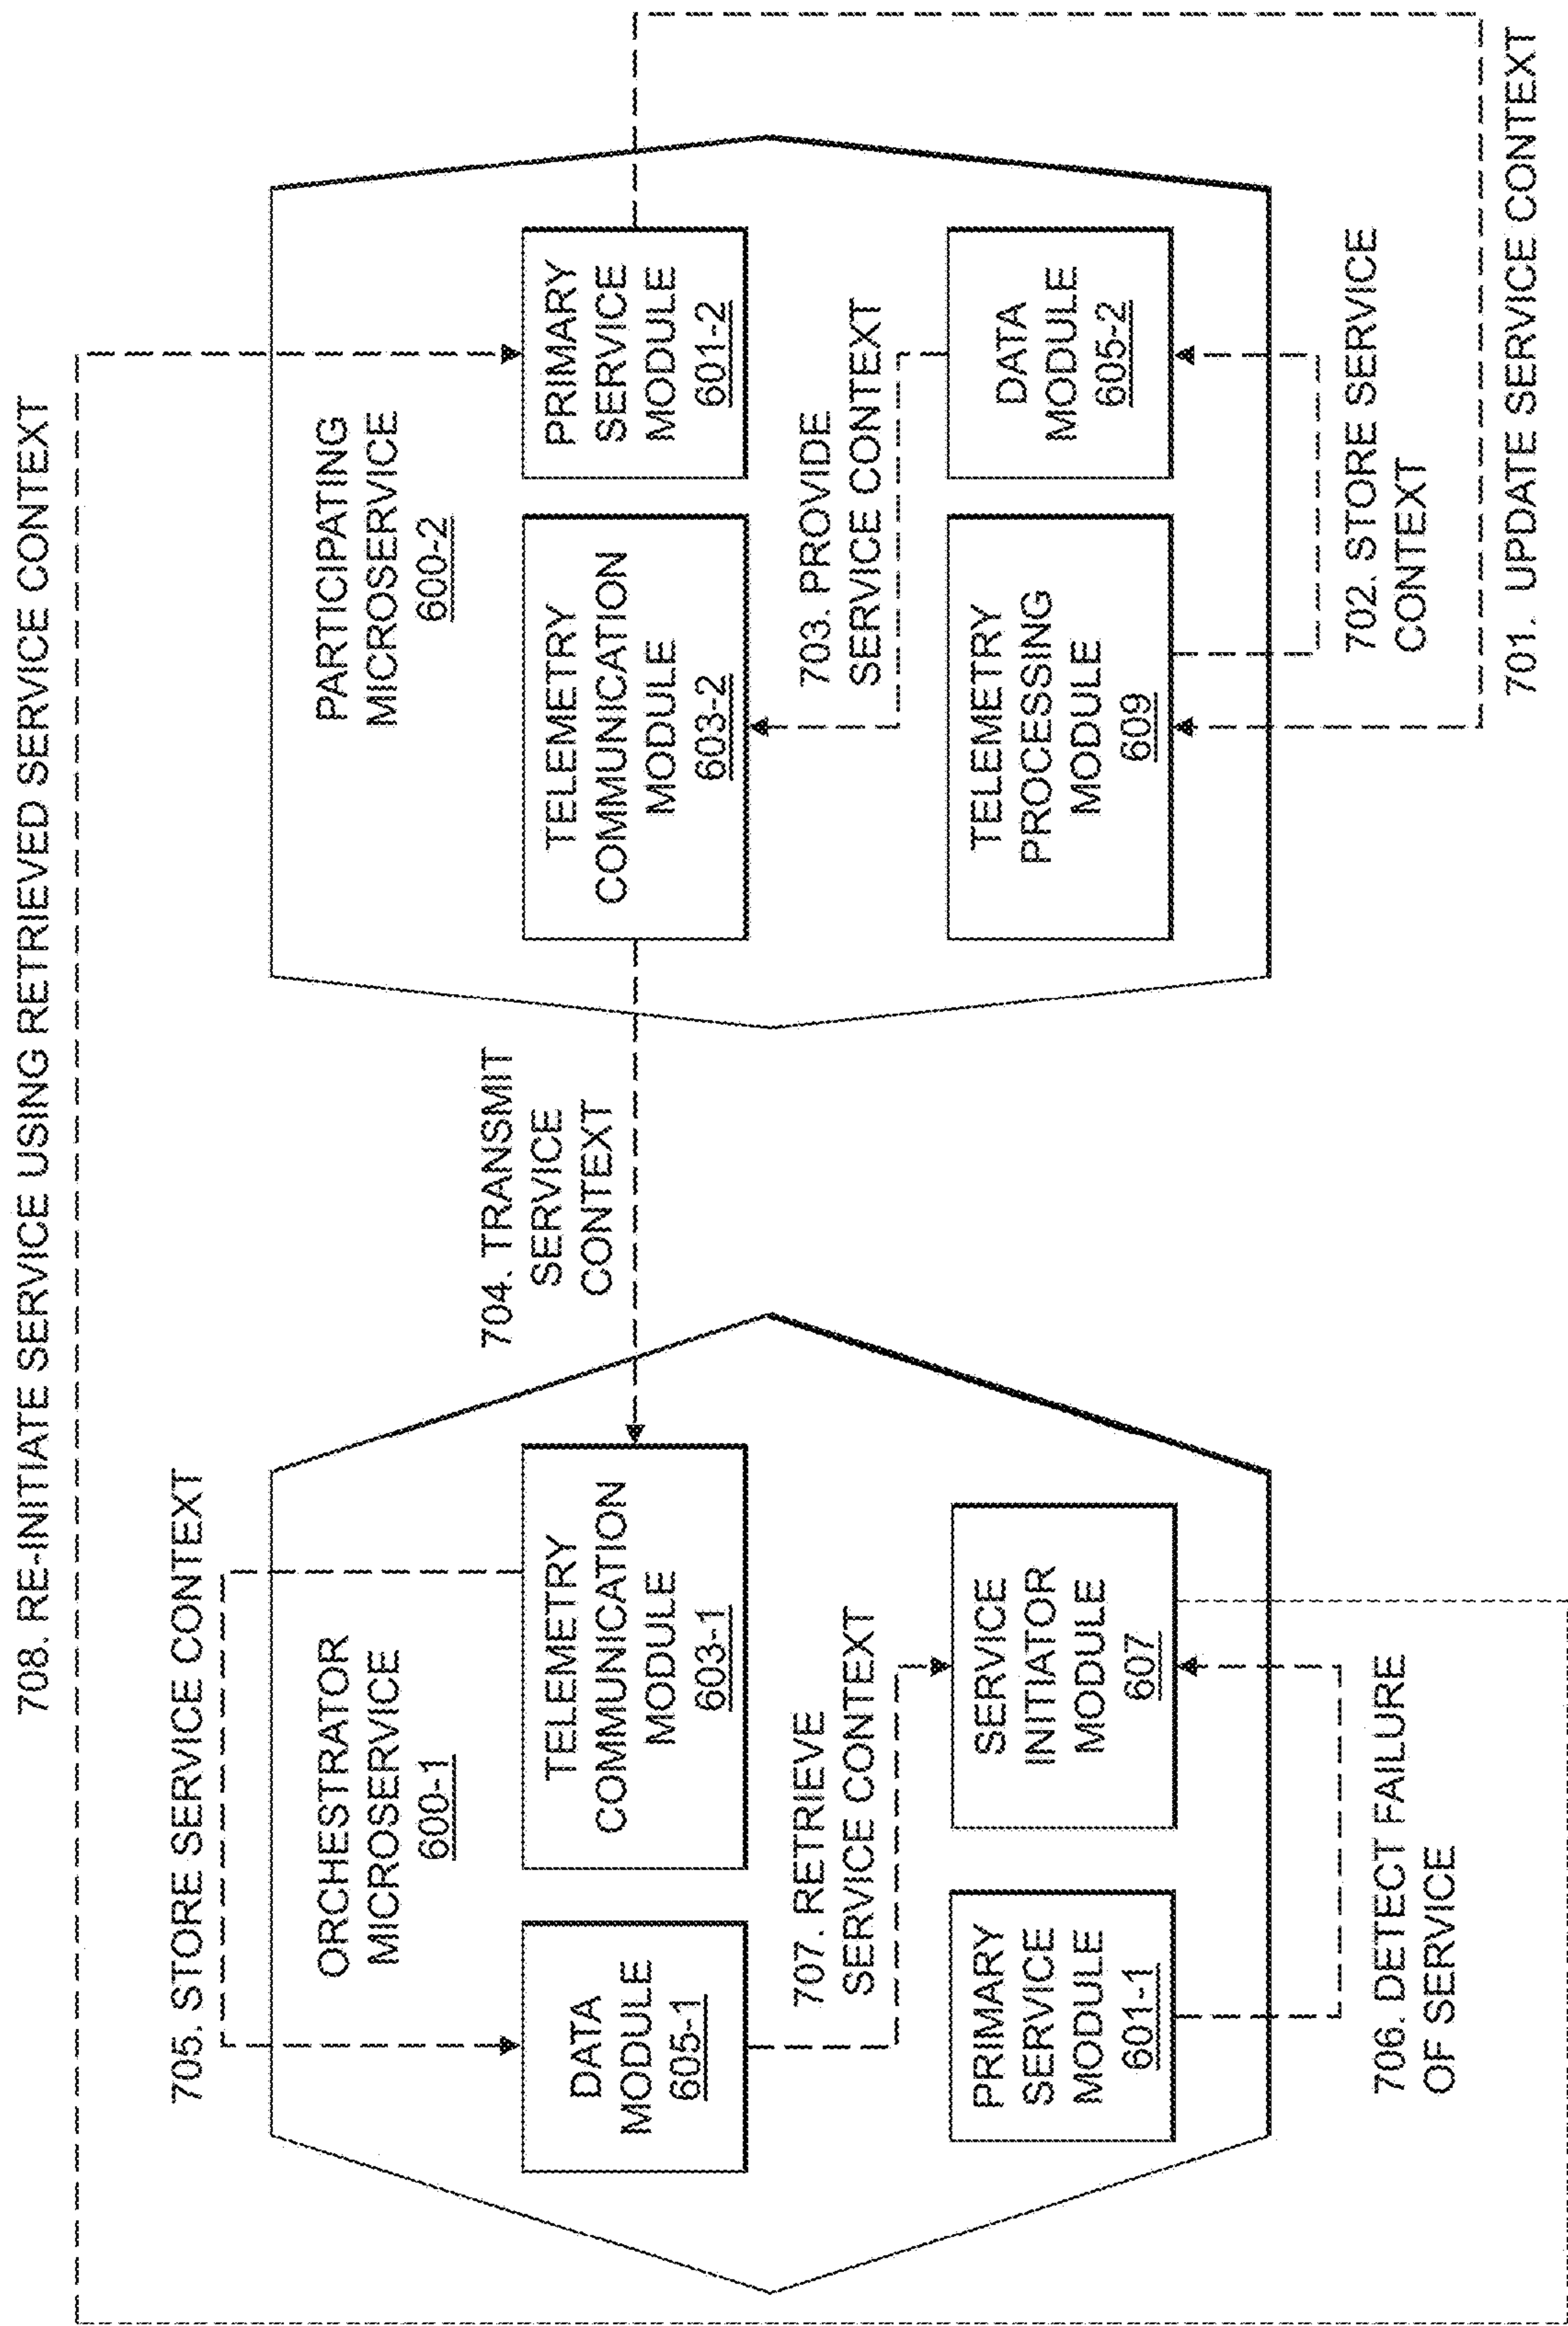 708. RE-INITIATE SERVICE USING RETRIEVED SERVICE CONTEXT
705. STORE SERVICE CONTEXT
ORCHESTRATOR
MICROSERVICE
600-1
DATA
MODULE
605-1
TELEMETRY
COMMUNICATION
MODULE
603-1
707. RETRIEVE
SERVICE CONTEXT
PRIMARY
SERVICE
MODULE
601-1
SERVICE
INITIATOR
MODULE
607
706. DETECT FAILURE
OF SERVICE
704. TRANSMIT
SERVICE
CONTEXT
PARTICIPATING
MICROSERVICE
600-2
TELEMETRY
COMMUNICATION
MODULE
603-2
PRIMARY
SERVICE
MODULE
601-2
703. PROVIDE
SERVICE CONTEXT
TELEMETRY
PROCESSING
MODULE
609
DATA
MODULE
605-2
702. STORE SERVICE
CONTEXT
701. UPDATE SERVICE CONTEXT